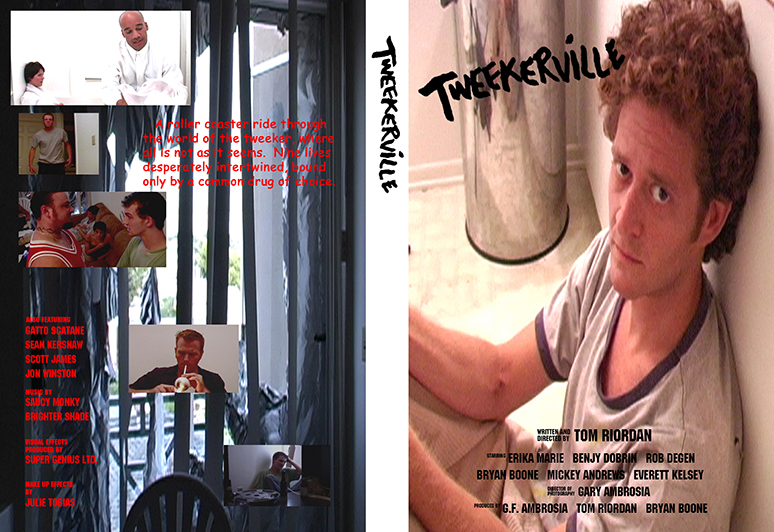 A roller coaster ride through
the world of the tweeker, where
all is not as it seems.  Nine lives
desperately intertwined, bound
only by a common drug of choice.
ALSO FEATURING
GATTO SCATANE
SEAN KERSHAW
SCOTT JAMES
JON WINSTON
MUSIC BY
SAUCY MONKY
BRIGHTER SHADE
VISUAL EFFECTS
PRODUCED BY
SUPER GENIUS LTD.
MAKE UP EFFECTS
BY
JULIE TOBIAS
TWEEKERVILLE
TWEEKERVILLE
WRITTEN AND
DIRECTED BY TOM RIORDAN
STARRING ERIKA MARIE BENJY DOBRIN ROB DEGEN
BRYAN BOONE MICKEY ANDREWS EVERETT KELSEY
DIRECTOR OF
PHOTOGRAPHY GARY AMBROSIA
PRODUCED BY G.F. AMBROSIA TOM RIORDAN BRYAN BOONE